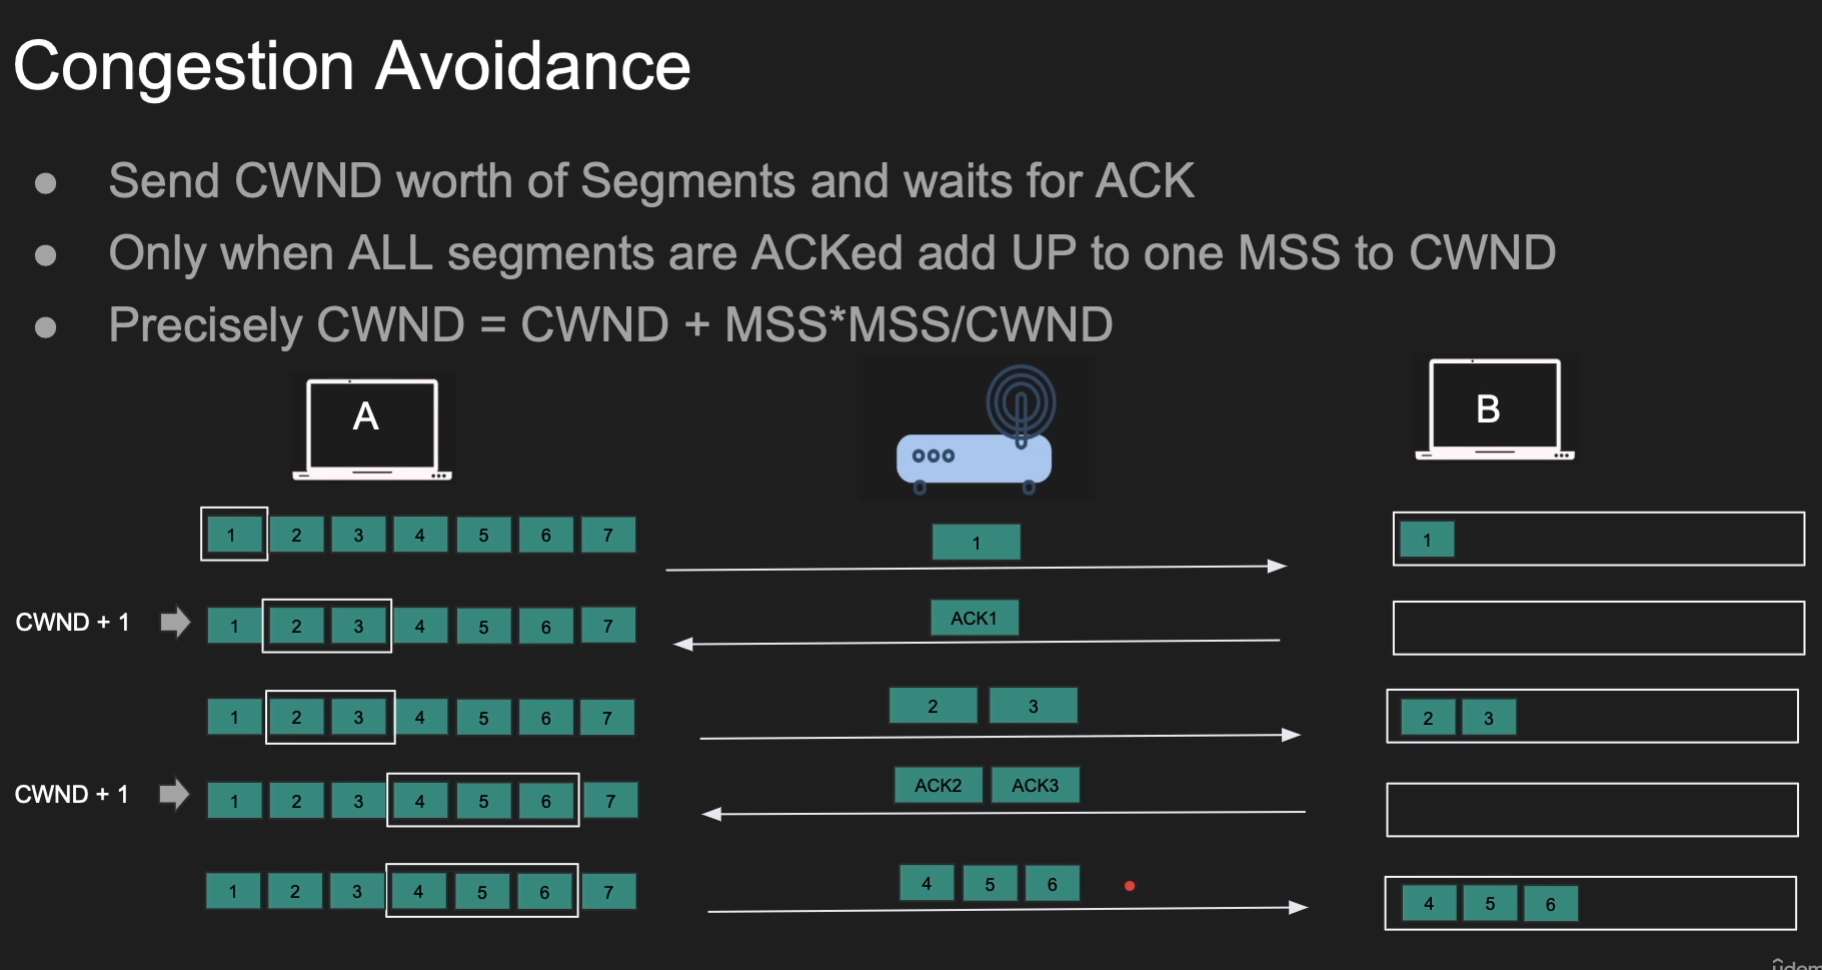 Congestion Avoidance
● Send CWND worth of Segments and waits for ACK
● Only when ALL segments are ACKed add UP to one MSS to CWND
● Precisely CWND = CWND + MSS*MSS/CWND
A
B
1 2 3 4 5 6 7
1
1
CWND + 1
1 2 3 4 5 6 7
ACK1
1 2 3 4 5 6 7
2 3
2 3
CWND + 1
1 2 3 4 5 6 7
ACK2 ACK3
1 2 3 4 5 6 7
4 5 6
4 5 6